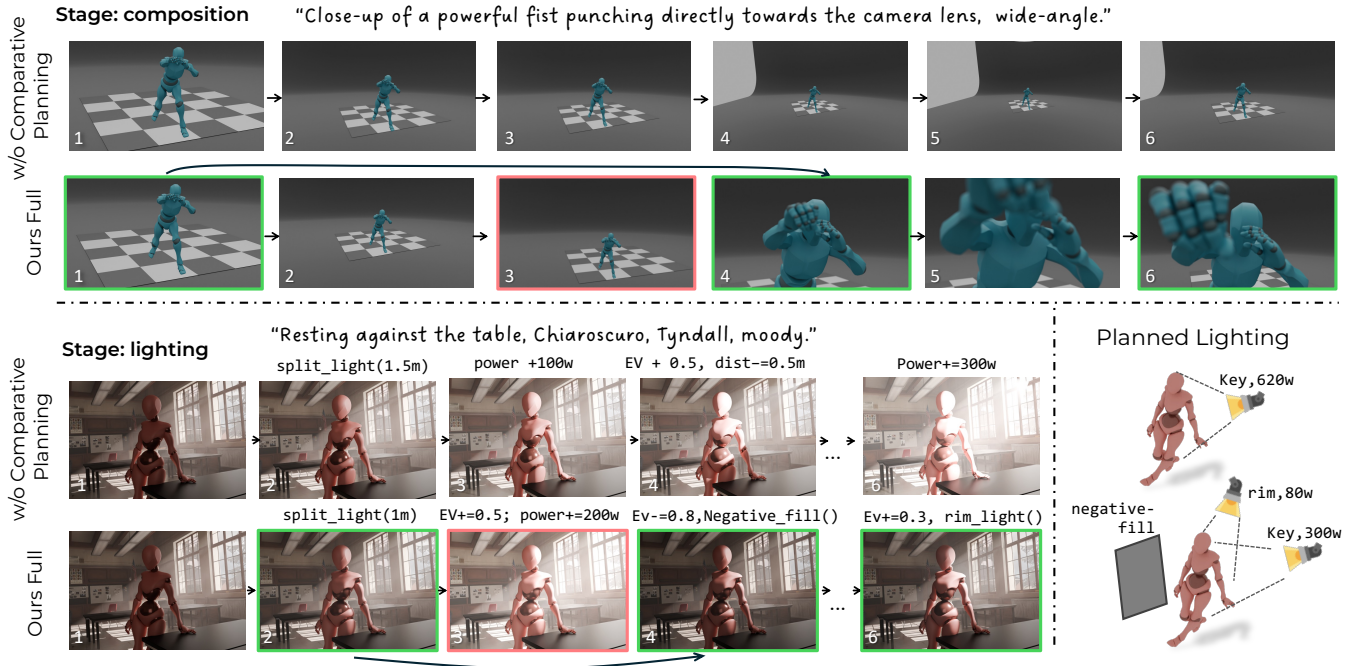 Stage: composition
“Close-up of a powerful fist punching directly towards the camera lens, wide-angle.”
w/o Comparative
Planning
1
2
3
4
5
6
Ours Full
1
2
3
4
5
6
“Resting against the table, Chiaroscuro, Tyndall, moody.”
Stage: lighting
w/o Comparative
Planning
split_light(1.5m)
power +100w
EV + 0.5, dist-=0.5m
Power+=300w
1
2
3
4
...
6
Ours Full
split_light(1m)
EV+=0.5; power+=200w
Ev-=0.8,Negative_fill()
Ev+=0.3, rim_light()
1
2
3
4
...
6
Planned Lighting
Key,620w
rim,80w
negative-
fill
Key,300w